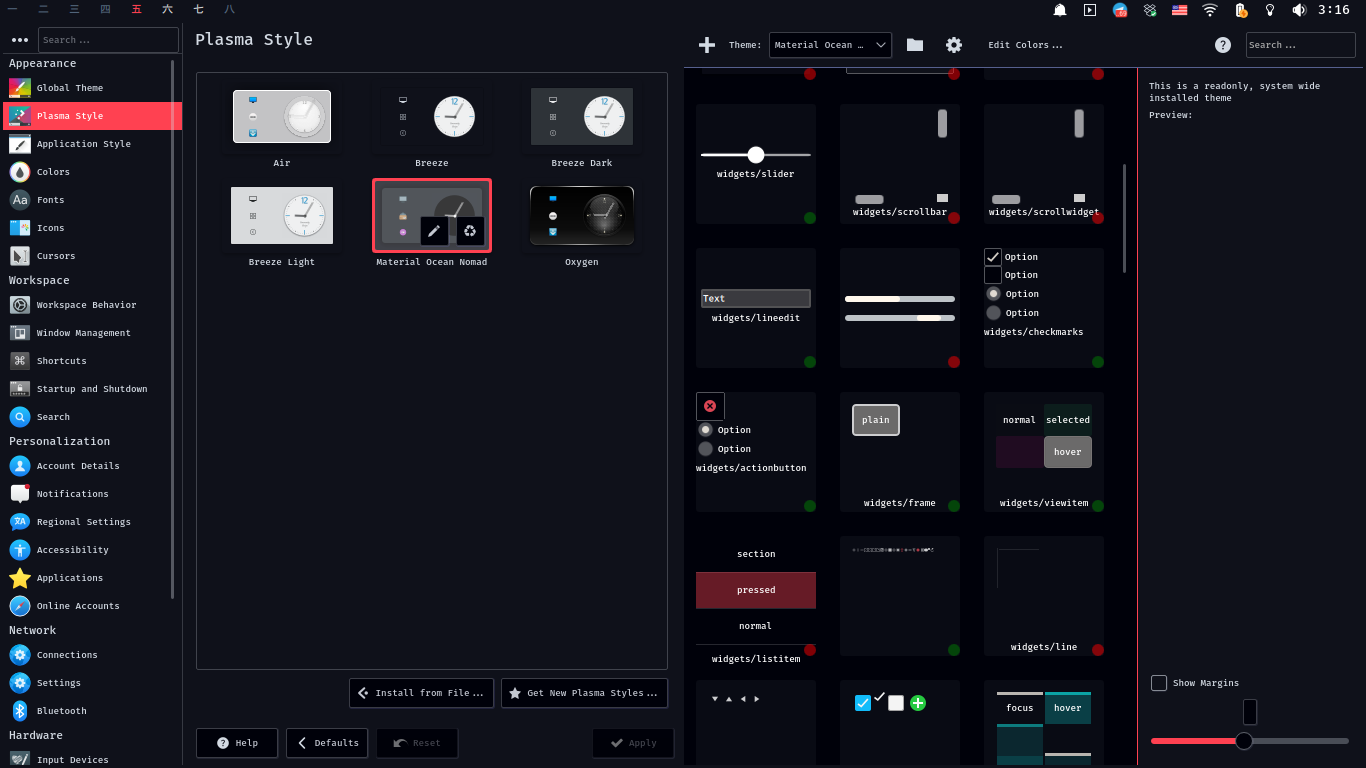 一 二 三 四 五 六 七 八
3:16
Search ...
Appearance
Global Theme
Plasma Style
Application Style
Colors
Aa Fonts
Icons
Cursors
Workspace
Workspace Behavior
Window Management
Shortcuts
Startup and Shutdown
Search
Personalization
Account Details
Notifications
Regional Settings
Accessibility
Applications
Online Accounts
Network
Connections
Settings
Bluetooth
Hardware
Input Devices
Plasma Style
12 12
Air Breeze Breeze Dark
12
Breeze Light Material Ocean Nomad Oxygen
Install from File... Get New Plasma Styles...
Help Defaults Reset Apply
Theme: Material Ocean ... Edit Colors... Search ...
widgets/slider
widgets/scrollbar
widgets/scrollwidget
Text
widgets/lineedit
Option
Option
Option
Option
widgets/checkmarks
Option
Option
widgets/actionbutton
plain
widgets/frame
normal selected
hover
widgets/viewitem
section
pressed
normal
widgets/listitem
widgets/line
focus hover
This is a readonly, system wide
installed theme
Preview:
Show Margins